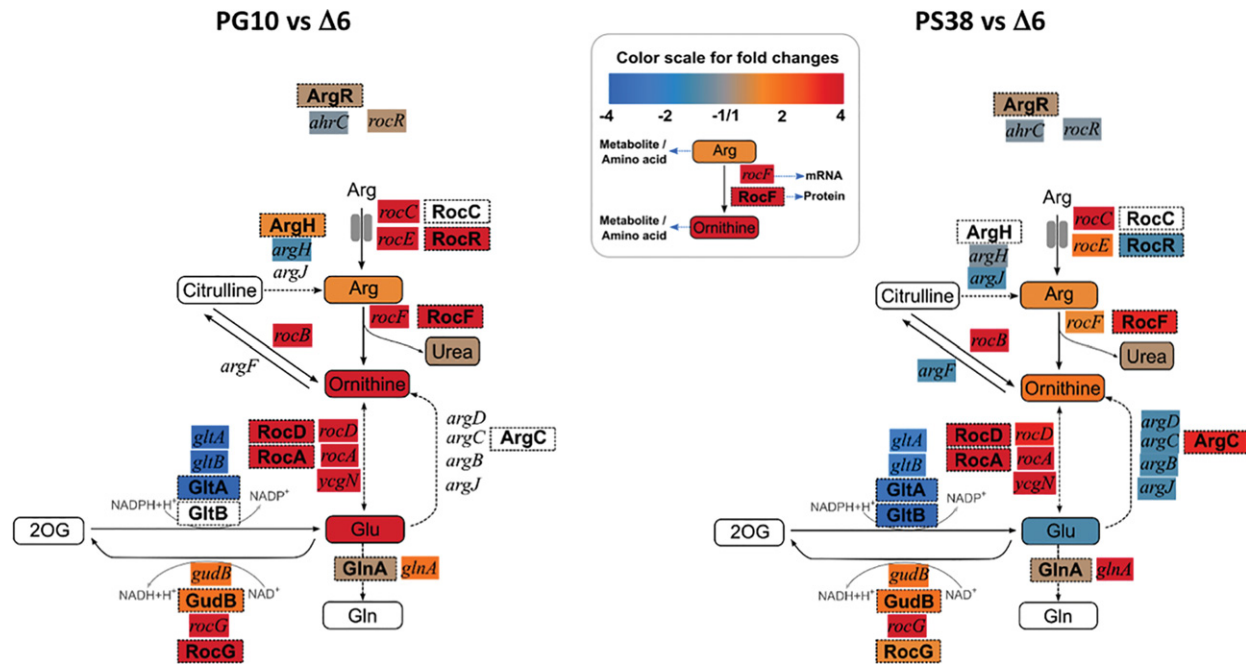 PG10 vs Δ6
PS38 vs Δ6
Color scale for fold changes
-4 -2 -1/1 2 4
Metabolite /
Amino acid
Arg
rocF
mRNA
RocF
Protein
Metabolite /
Amino acid
Ornithine
ArgR
ahrC rocR
Arg
rocC RocC
rocE RocR
ArgH
argH
argJ
Citrulline
Arg
rocF RocF
rocB
Urea
argF
Ornithine
argD
argC ArgC
argB
argJ
RocD rocD
RocA rocA
ycgN
gltA
gltB
GltA
GltB
NADPH+H+ NADP+
2OG
Glu
GlnA glnA
gudB
NADH+H+ NAD+
GudB
rocG
RocG
Gln
ArgR
ahrC rocR
Arg
rocC RocC
rocE RocR
ArgH
argH
argJ
Citrulline
Arg
rocF RocF
rocB
Urea
argF
Ornithine
argD
argC ArgC
argB
argJ
RocD rocD
RocA rocA
ycgN
gltA
gltB
GltA
GltB
NADPH+H+ NADP+
2OG
Glu
GlnA glnA
gudB
NADH+H+ NAD+
GudB
rocG
RocG
Gln